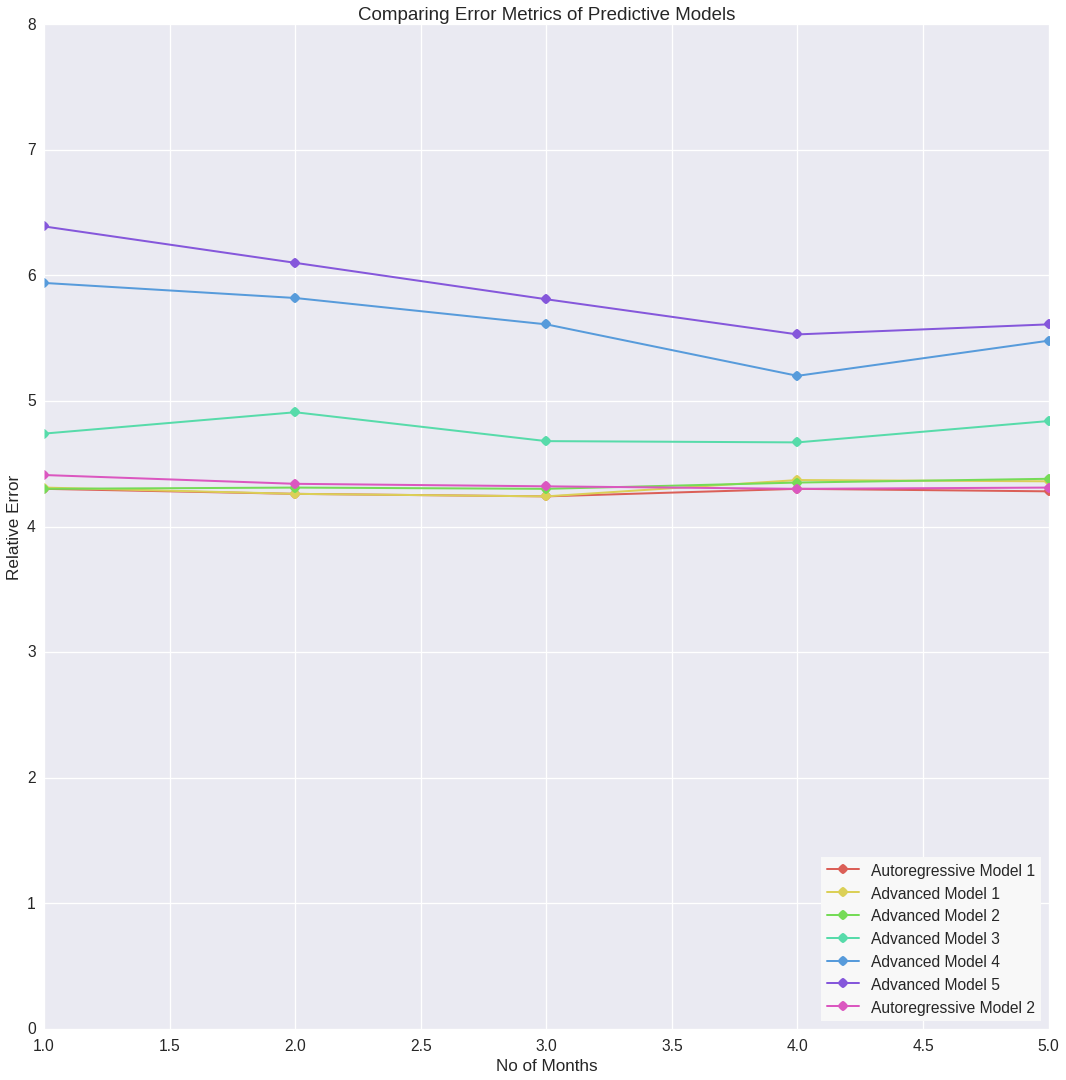 Comparing Error Metrics of Predictive Models
8
7
6
5
4
3
2
1
0
Relative Error
1.0 1.5 2.0 2.5 3.0 3.5 4.0 4.5 5.0
No of Months
Autoregressive Model 1
Advanced Model 1
Advanced Model 2
Advanced Model 3
Advanced Model 4
Advanced Model 5
Autoregressive Model 2